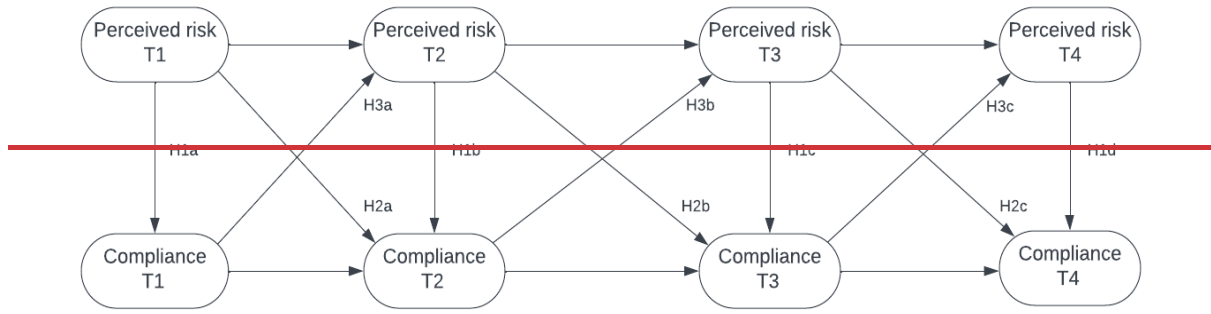 Perceived risk
T1
Perceived risk
T2
Perceived risk
T3
Perceived risk
T4
H3a
H3b
H3c
H1a
H1b
H1c
H1d
H2a
H2b
H2c
Compliance
T1
Compliance
T2
Compliance
T3
Compliance
T4